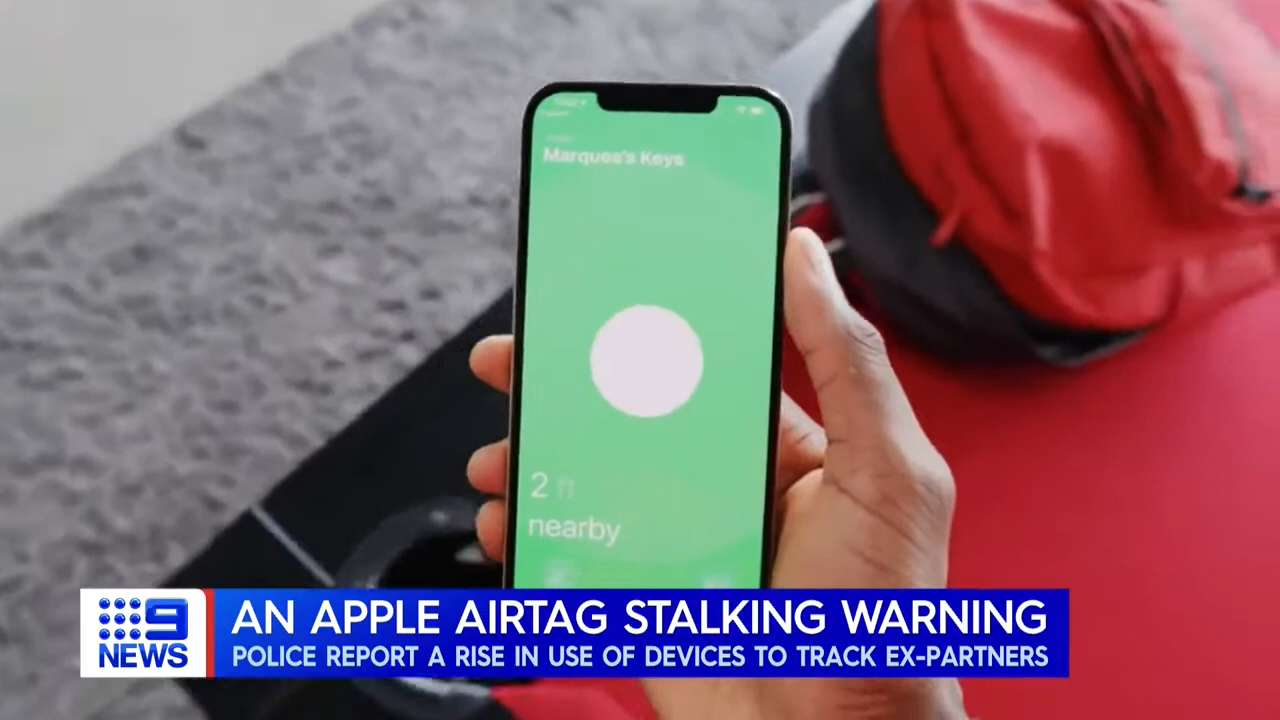 Marques's Keys
2 ft
nearby
9
NEWS
AN APPLE AIRTAG STALKING WARNING
POLICE REPORT A RISE IN USE OF DEVICES TO TRACK EX-PARTNERS